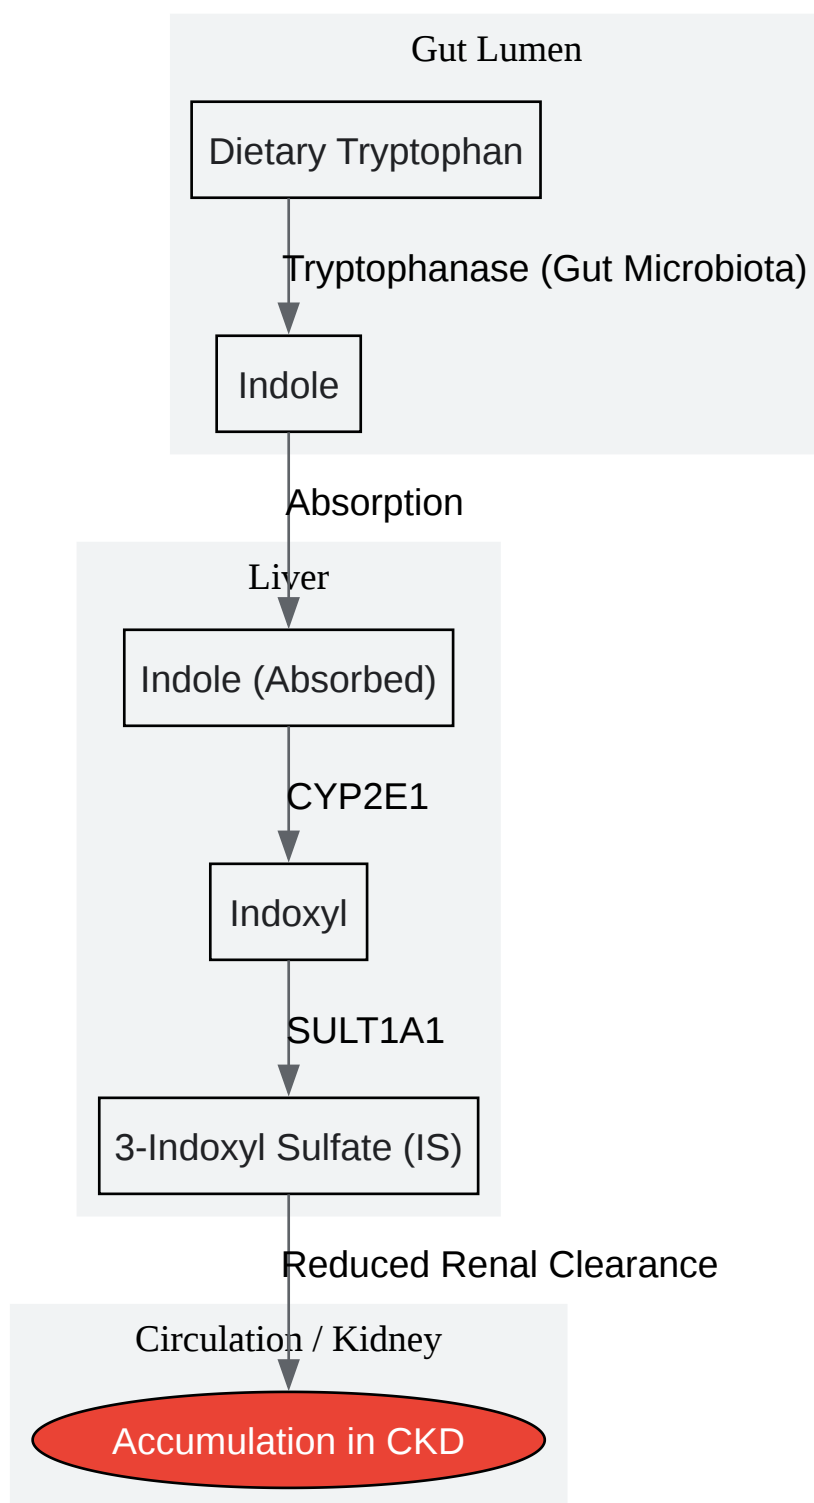 Gut Lumen
Dietary Tryptophan
Tryptophanase (Gut Microbiota)
Indole
Absorption
Liver
Indole (Absorbed)
CYP2E1
Indoxyl
SULT1A1
3-Indoxyl Sulfate (IS)
Reduced Renal Clearance
Circulation / Kidney
Accumulation in CKD